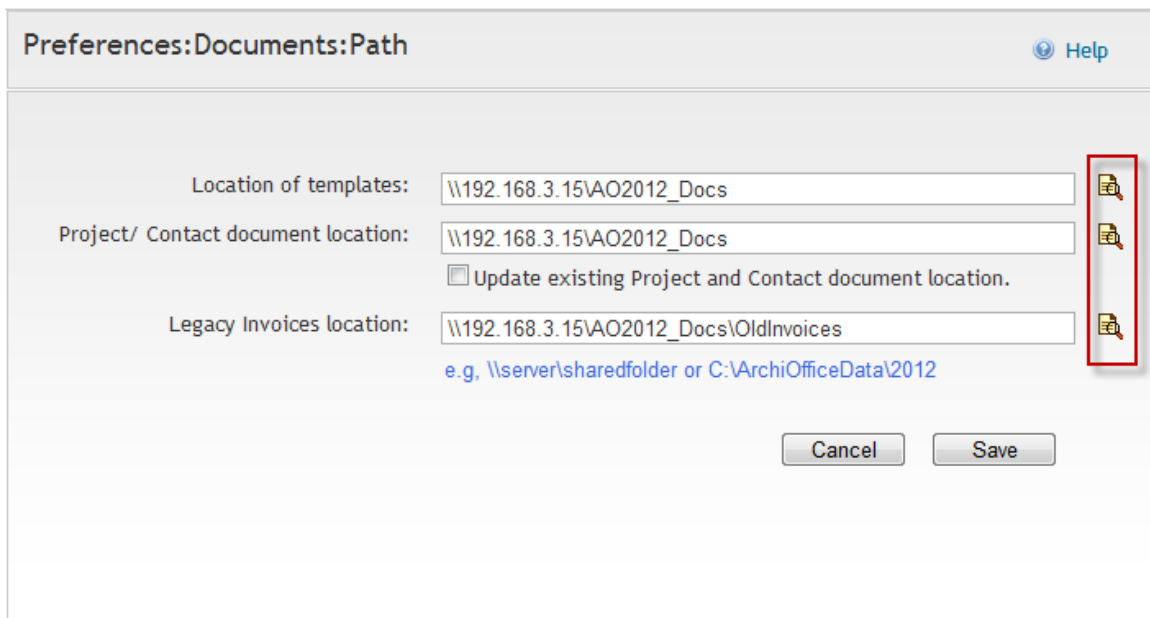 Preferences:Documents:Path
Help
Location of templates: \\192.168.3.15\AO2012_Docs
Project/ Contact document location: \\192.168.3.15\AO2012_Docs
Update existing Project and Contact document location.
Legacy Invoices location: \\192.168.3.15\AO2012_Docs\OldInvoices
e.g, \\server\sharedfolder or C:\ArchiOfficeData\2012
Cancel Save